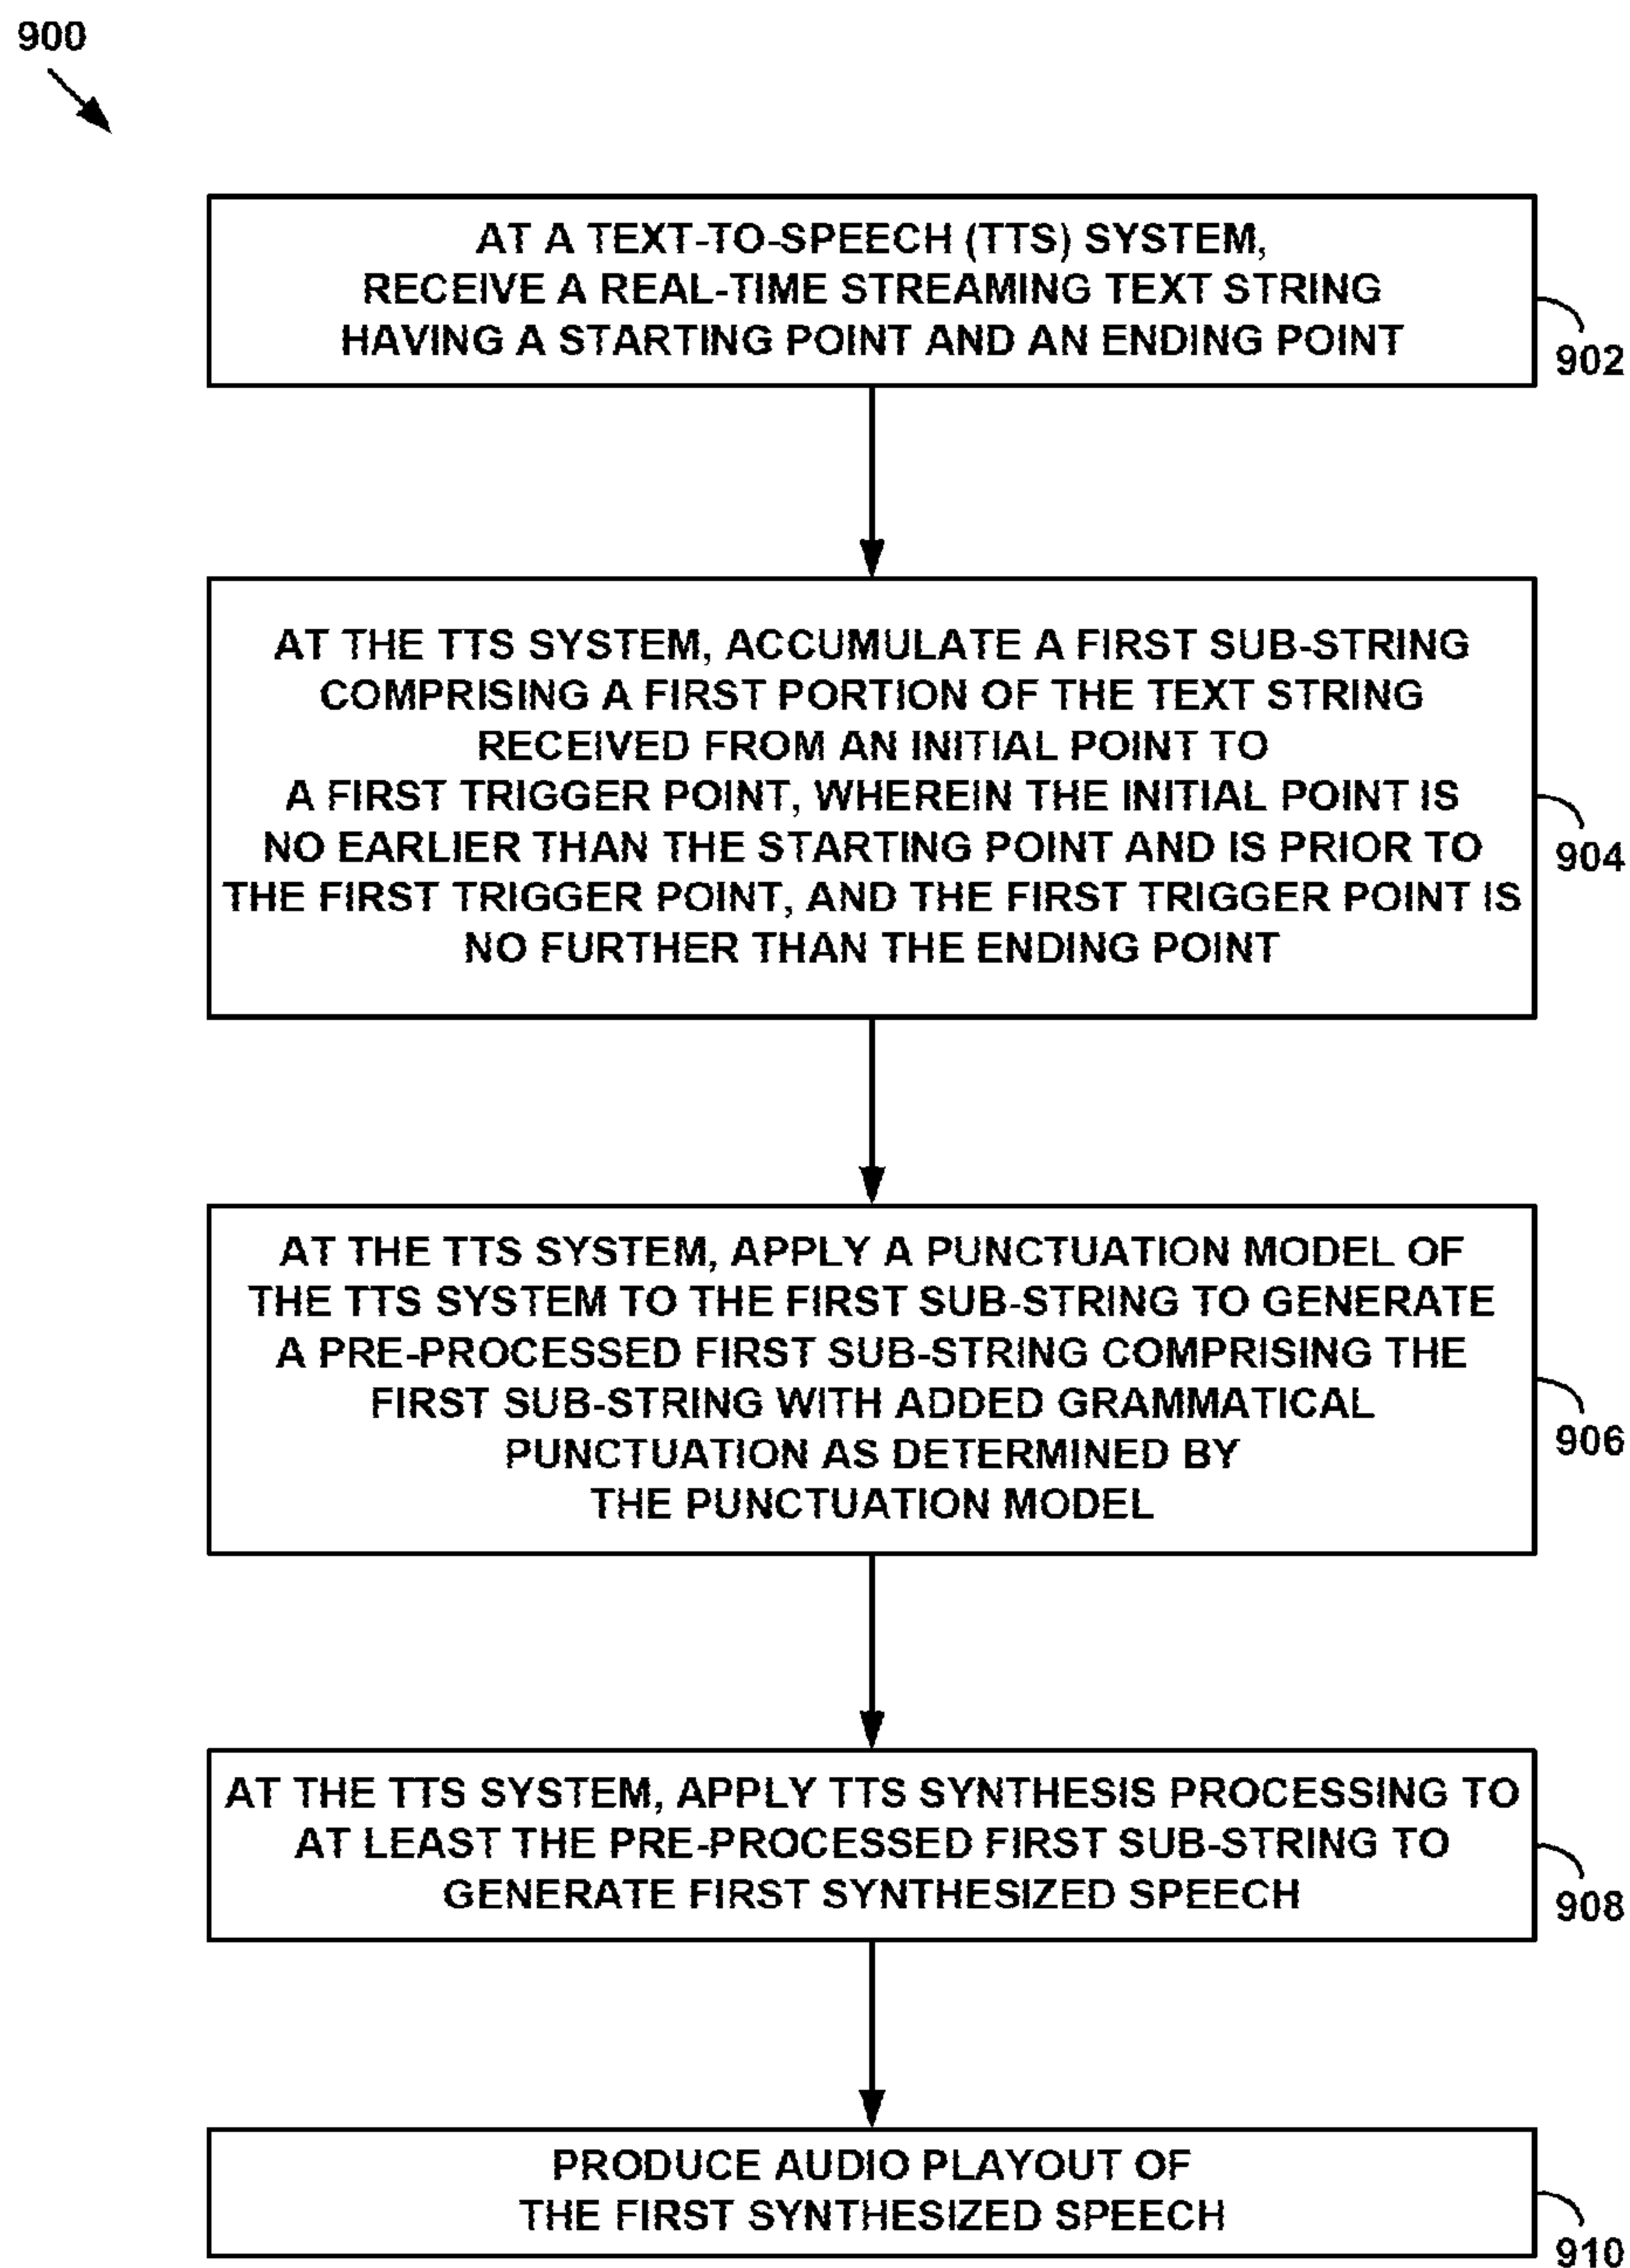 900
AT A TEXT-TO-SPEECH (TTS) SYSTEM,
RECEIVE A REAL-TIME STREAMING TEXT STRING
HAVING A STARTING POINT AND AN ENDING POINT
902
AT THE TTS SYSTEM, ACCUMULATE A FIRST SUB-STRING
COMPRISING A FIRST PORTION OF THE TEXT STRING
RECEIVED FROM AN INITIAL POINT TO
A FIRST TRIGGER POINT, WHEREIN THE INITIAL POINT IS
NO EARLIER THAN THE STARTING POINT AND IS PRIOR TO
THE FIRST TRIGGER POINT, AND THE FIRST TRIGGER POINT IS
NO FURTHER THAN THE ENDING POINT
904
AT THE TTS SYSTEM, APPLY A PUNCTUATION MODEL OF
THE TTS SYSTEM TO THE FIRST SUB-STRING TO GENERATE
A PRE-PROCESSED FIRST SUB-STRING COMPRISING THE
FIRST SUB-STRING WITH ADDED GRAMMATICAL
PUNCTUATION AS DETERMINED BY
THE PUNCTUATION MODEL
906
AT THE TTS SYSTEM, APPLY TTS SYNTHESIS PROCESSING TO
AT LEAST THE PRE-PROCESSED FIRST SUB-STRING TO
GENERATE FIRST SYNTHESIZED SPEECH
908
PRODUCE AUDIO PLAYOUT OF
THE FIRST SYNTHESIZED SPEECH
910